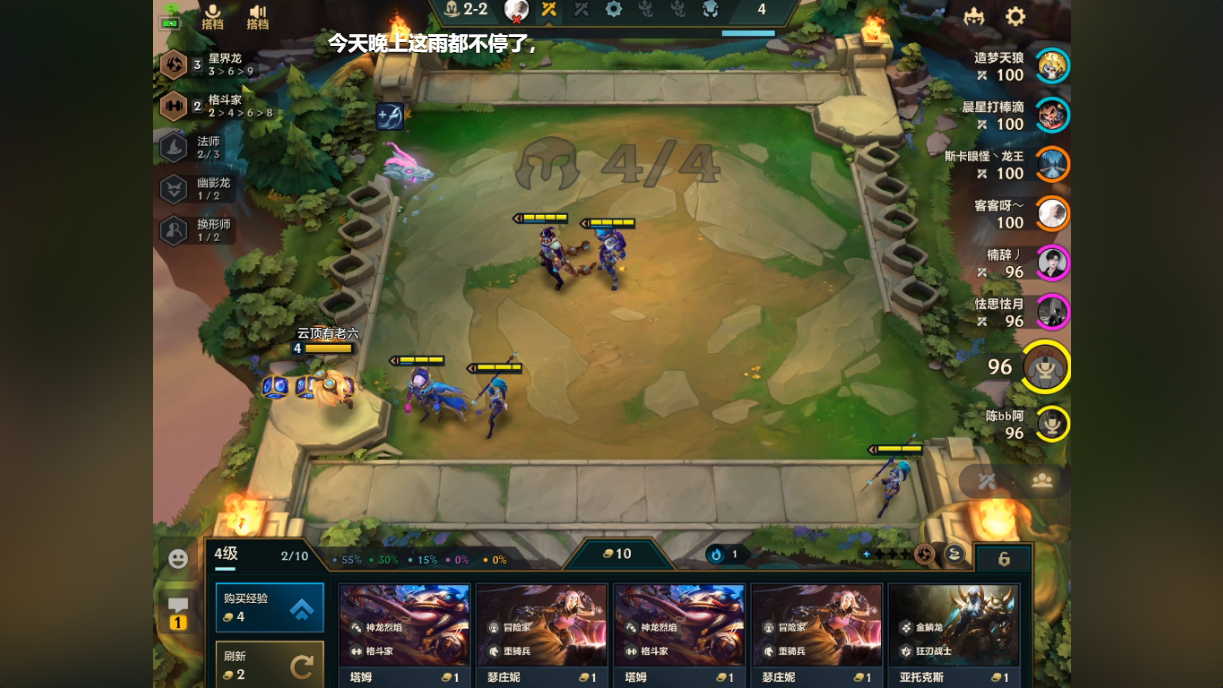 搭档
搭档
2-2
4
今天晚上这雨都不停了,
3
星界龙
3 > 6 > 9
2
格斗家
2 > 4 > 6 > 8
法师
2 / 3
幽影龙
1 / 2
换形师
1 / 2
4/4
造梦天狼
100
晨星打棒滴
100
斯卡眼怪丶龙王
100
客客呀～
100
楠辞丿
96
怯思怯月
96
96
陈bb阿
96
云顶有老六
4
4级
2/10
55%
30%
15%
0%
0%
10
1
6
购买经验
4
刷新
2
1
神龙烈焰
格斗家
塔姆
1
冒险家
重骑兵
瑟庄妮
1
神龙烈焰
格斗家
塔姆
1
冒险家
重骑兵
瑟庄妮
1
金鳞龙
狂刃战士
亚托克斯
1